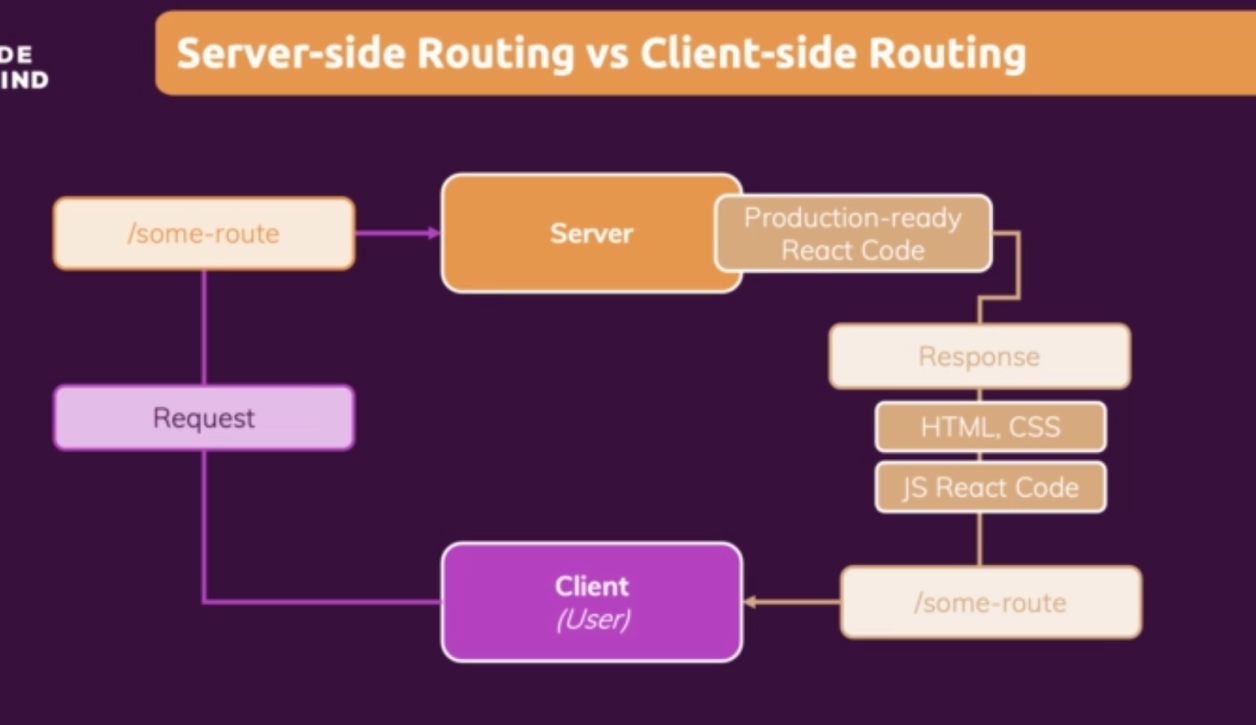 DE
IND
Server-side Routing vs Client-side Routing
/some-route
Server
Production-ready
React Code
Response
Request
HTML, CSS
JS React Code
Client
(User)
/some-route